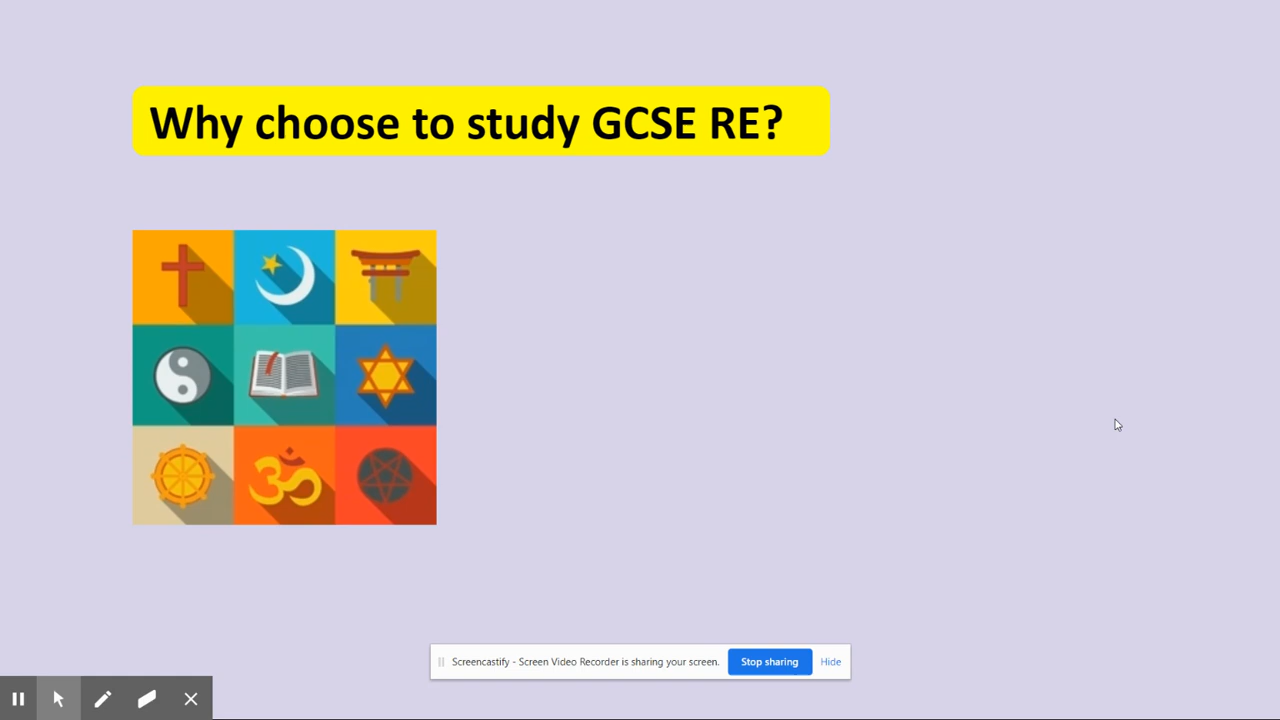 Why choose to study GCSE RE?
Screencastify - Screen Video Recorder is sharing your screen.
Stop sharing
Hide